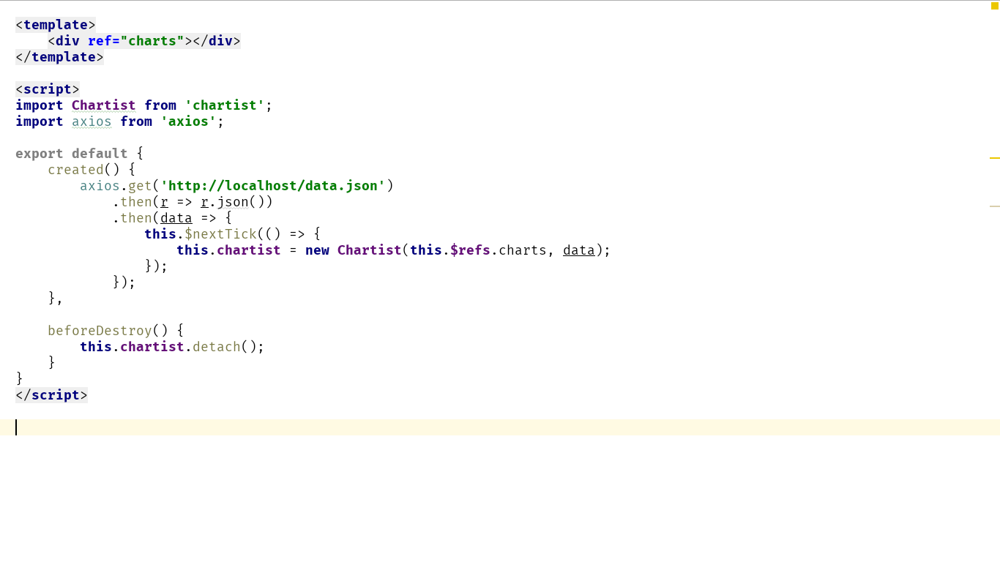 <template>
    <div ref="charts"></div>
</template>

<script>
import Chartist from 'chartist';
import axios from 'axios';

export default {
    created() {
        axios.get('http://localhost/data.json')
            .then(r => r.json())
            .then(data => {
                this.$nextTick(() => {
                    this.chartist = new Chartist(this.$refs.charts, data);
                });
            });
    },

    beforeDestroy() {
        this.chartist.detach();
    }
}
</script>